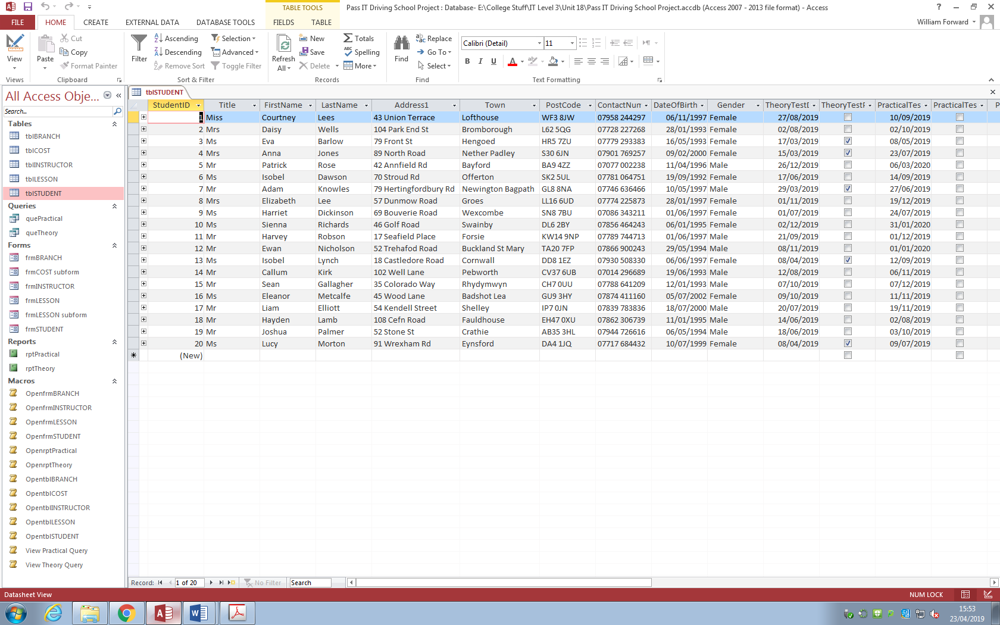 TABLE TOOLS Pass IT Driving School Project : Database- E:\College Stuff\IT Level 3\Unit 18\Pass IT Driving School Project.accdb (Access 2007 - 2013 file format) - Access ?
FILE HOME CREATE EXTERNAL DATA DATABASE TOOLS FIELDS TABLE William Forward
View Paste Cut Copy Format Painter
Views Clipboard
Filter Ascending Descending Remove Sort Selection Advanced Toggle Filter
Sort & Filter
Refresh All New Save Delete Totals Spelling More
Records
Find Replace Go To Select
Find
Calibri (Detail) 11
B I U A
Text Formatting
All Access Obje...
Search...
Tables
tblBRANCH
tblCOST
tblINSTRUCTOR
tblLESSON
tblSTUDENT
Queries
quePractical
queTheory
Forms
frmBRANCH
frmCOST subform
frmINSTRUCTOR
frmLESSON
frmLESSON subform
frmSTUDENT
Reports
rptPractical
rptTheory
Macros
OpenfrmBRANCH
OpenfrmINSTRUCTOR
OpenfrmLESSON
OpenfrmSTUDENT
OpenrptPractical
OpenrptTheory
OpentblBRANCH
OpentblCOST
OpentblINSTRUCTOR
OpentblLESSON
OpentblSTUDENT
View Practical Query
View Theory Query
tblSTUDENT
StudentID Title FirstName LastName Address1 Town PostCode ContactNum DateOfBirth Gender TheoryTestD TheoryTestP PracticalTes PracticalTes P
1 Miss Courtney Lees 43 Union Terrace Lofthouse WF3 8JW 07958 244297 06/11/1997 Female 27/08/2019 10/09/2019
2 Mrs Daisy Wells 104 Park End St Bromborough L62 5QG 07728 227268 28/01/1993 Female 02/08/2019 02/10/2019
3 Ms Eva Barlow 79 Front St Hengoed HR5 7ZU 07779 293383 16/05/1993 Female 17/03/2019 08/05/2019
4 Mrs Anna Jones 89 North Road Nether Padley S30 6JN 07901 769257 09/02/2000 Female 15/03/2019 23/07/2019
5 Mr Patrick Rose 42 Annfield Rd Bayford BA9 4ZZ 07077 002238 11/04/1996 Male 26/12/2019 06/03/2020
6 Ms Isobel Dawson 70 Stroud Rd Offerton SK2 5UL 07781 064751 19/09/1992 Female 17/06/2019 14/09/2019
7 Mr Adam Knowles 79 Hertingfordbury Rd Newington Bagpath GL8 8NA 07746 636466 10/05/1997 Male 29/03/2019 27/06/2019
8 Mrs Elizabeth Lee 57 Dunmow Road Groes LL16 6UD 07774 225873 28/01/1997 Female 01/11/2019 19/12/2019
9 Ms Harriet Dickinson 69 Bouverie Road Wexcombe SN8 7BU 07086 343211 01/06/1997 Female 01/07/2019 24/07/2019
10 Ms Sienna Richards 46 Golf Road Swainby DL6 2BY 07856 464243 06/01/1995 Female 02/12/2019 31/01/2020
11 Mr Harvey Robson 17 Seafield Place Forsie KW14 9NP 07789 744713 21/09/1997 Male 01/06/2019 01/12/2019
12 Mr Ewan Nicholson 52 Trehafod Road Buckland St Mary TA20 7FP 07866 900243 29/05/1994 Male 08/11/2019 01/01/2020
13 Ms Isobel Lynch 18 Castledore Road Cornwall DD8 1EZ 07930 508330 06/06/1997 Female 08/04/2019 12/09/2019
14 Mr Callum Kirk 102 Well Lane Pebworth CV37 6UB 07014 296689 19/06/1993 Male 12/08/2019 06/11/2019
15 Mr Sean Gallagher 35 Colorado Way Rhydymwyn CH7 0UU 07788 641209 12/01/1993 Male 07/10/2019 07/12/2019
16 Ms Eleanor Metcalfe 45 Wood Lane Badshot Lea GU9 3HY 07874 411160 05/07/2002 Female 09/10/2019 11/11/2019
17 Mr Liam Elliott 54 Kendell Street Shelley IP7 0JN 07839 783836 18/07/2000 Male 20/07/2019 19/11/2019
18 Mr Hayden Lamb 108 Cefn Road Fauldhouse EH47 0XU 07862 306739 11/01/1995 Male 14/06/2019 02/08/2019
19 Mr Joshua Palmer 52 Stone St Crathie AB35 3HL 07944 726616 06/05/1994 Male 18/06/2019 03/10/2019
20 Ms Lucy Morton 91 Wrexham Rd Eynsford DA4 1JQ 07717 684432 10/07/1999 Female 08/04/2019 09/07/2019
(New)
Record: 1 of 20 No Filter Search
Datasheet View NUM LOCK
15:53
23/04/2019